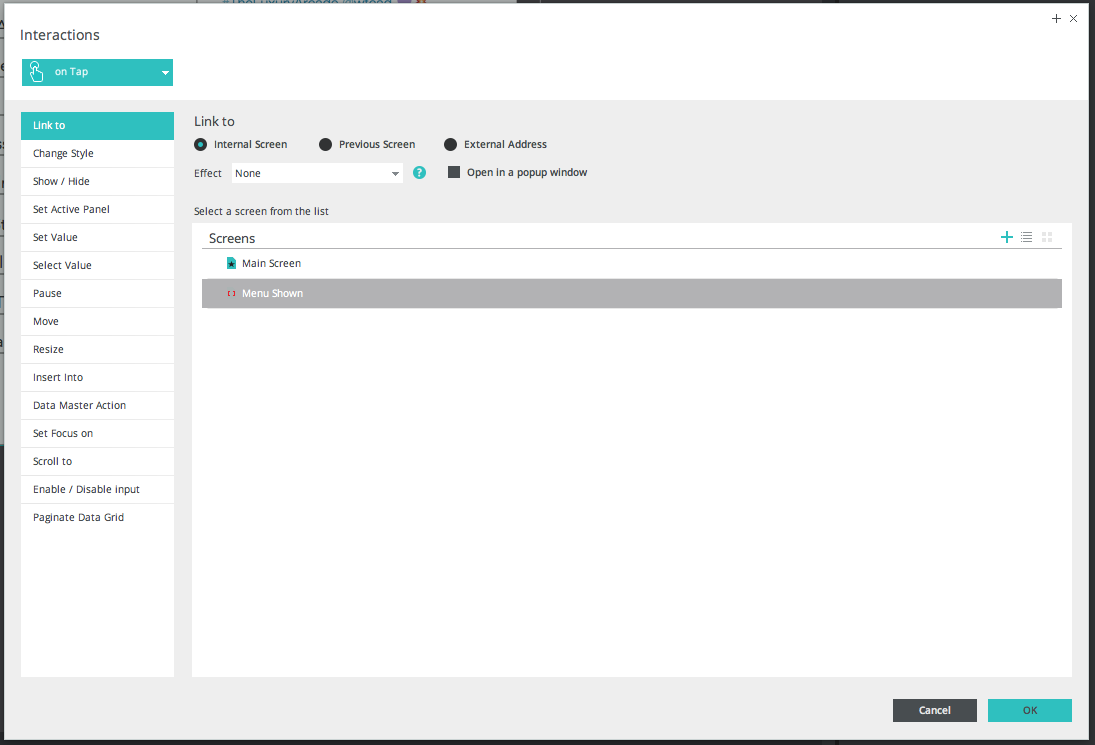 Interactions
on Tap
Link to
Change Style
Show / Hide
Set Active Panel
Set Value
Select Value
Pause
Move
Resize
Insert Into
Data Master Action
Set Focus on
Scroll to
Enable / Disable input
Paginate Data Grid
Link to
Internal Screen Previous Screen External Address
Effect None ? Open in a popup window
Select a screen from the list
Screens
Main Screen
Menu Shown
Cancel OK